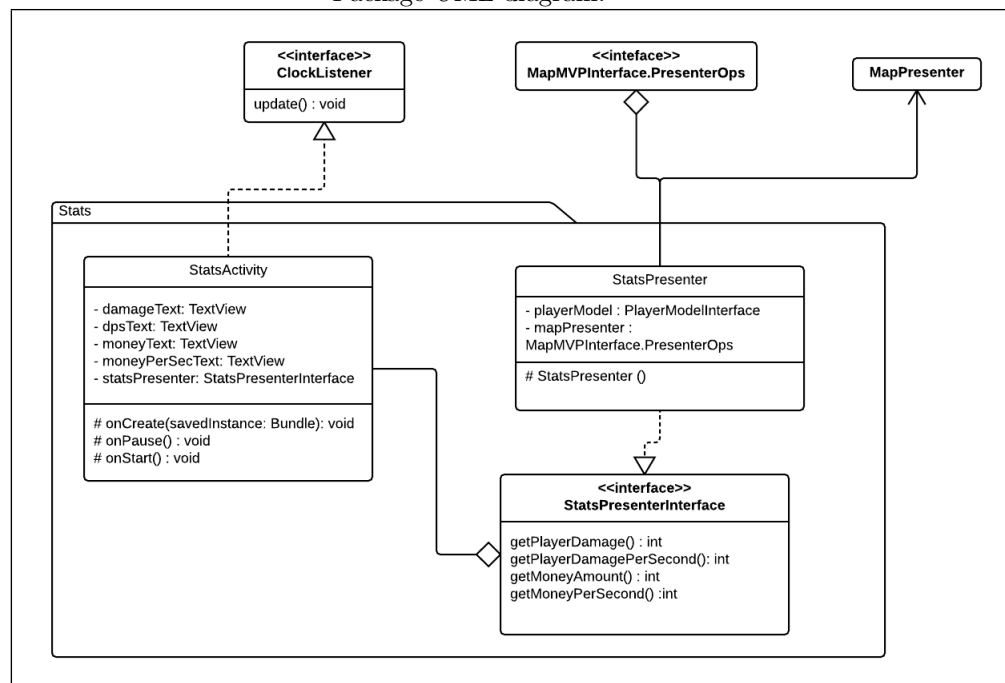 Package UML diagram:
<<interface>>
ClockListener
update() : void
<<inteface>>
MapMVPInterface.PresenterOps
MapPresenter
Stats
StatsActivity
- damageText: TextView
- dpsText: TextView
- moneyText: TextView
- moneyPerSecText: TextView
- statsPresenter: StatsPresenterInterface
# onCreate(savedInstance: Bundle): void
# onPause() : void
# onStart() : void
StatsPresenter
- playerModel : PlayerModelInterface
- mapPresenter :
MapMVPInterface.PresenterOps
# StatsPresenter ()
<<interface>>
StatsPresenterInterface
getPlayerDamage() : int
getPlayerDamagePerSecond(): int
getMoneyAmount() : int
getMoneyPerSecond() :int